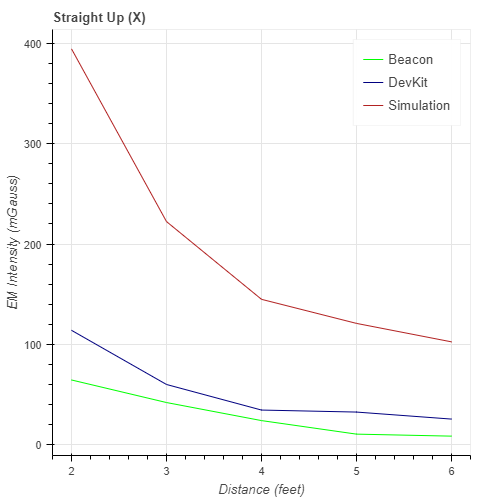 Straight Up (X)
400
300
200
100
0
EM Intensity (mGauss)
Beacon
DevKit
Simulation
2
3
4
5
6
Distance (feet)